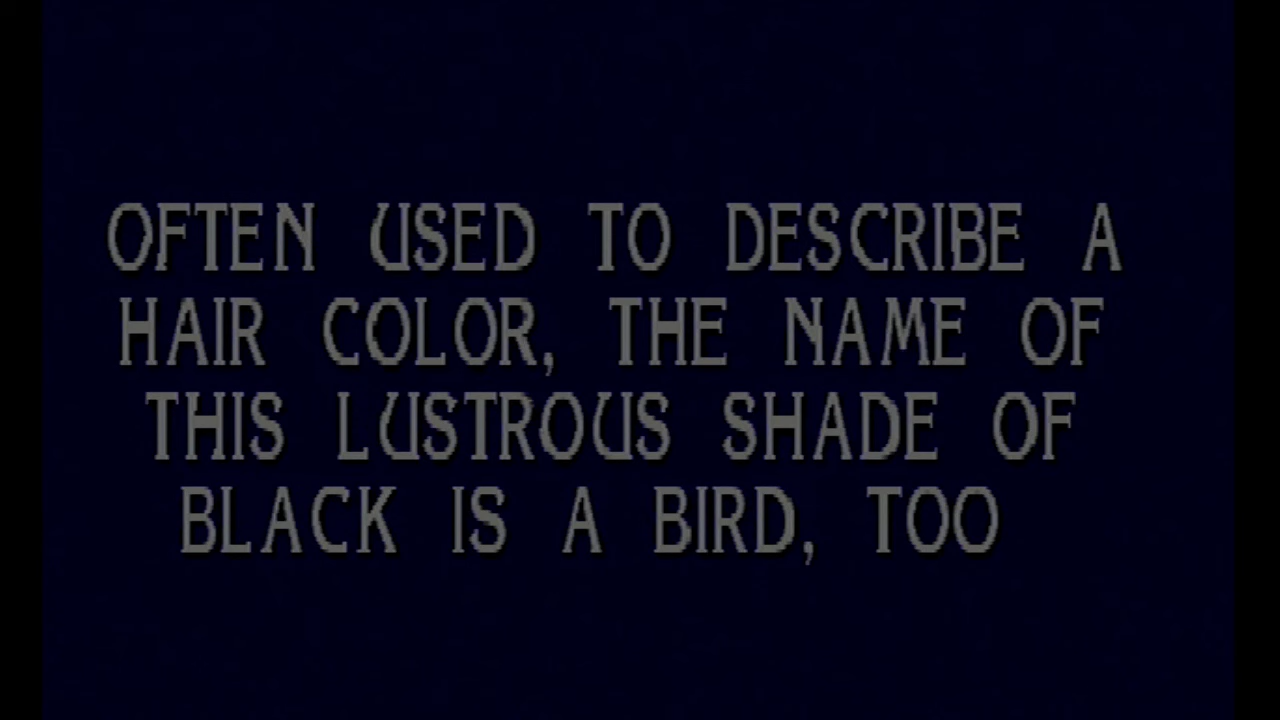 OFTEN USED TO DESCRIBE A
HAIR COLOR, THE NAME OF
THIS LUSTROUS SHADE OF
BLACK IS A BIRD, TOO